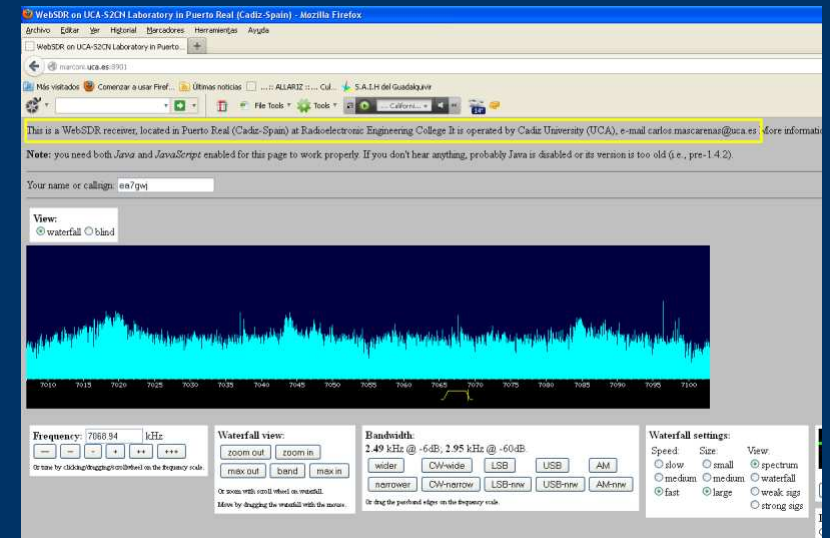 WebSDR on UCA-S2CN Laboratory in Puerto Real (Cadiz-Spain) - Mozilla Firefox
Archivo Editar Ver Historial Marcadores Herramientas Ayuda
WebSDR on UCA-S2CN Laboratory in Puerto... +
marconi.uca.es:8901
Más visitados Comenzar a usar Firef... Últimas noticias ...:: ALLARIZ ::... Cul... S.A.I.H del Guadalquivir
File Tools Tools ... Californi...
This is a WebSDR receiver, located in Puerto Real (Cadiz-Spain) at Radioelectronic Engineering College It is operated by Cadiz University (UCA), e-mail carlos.mascarenas@uca.es More informatio
Note: you need both Java and JavaScript enabled for this page to work properly. If you don't hear anything, probably Java is disabled or its version is too old (i.e., pre-1.4.2).
Your name or callsign: ea7gwj
View:
waterfall blind
7010 7015 7020 7025 7030 7035 7040 7045 7050 7055 7060 7065 7070 7075 7080 7085 7090 7095 7100
Frequency: 7068.94 kHz
--- -- - + ++ +++
Or tune by clicking/dragging/scrollwheel on the frequency scale.
Waterfall view:
zoom out zoom in
max out band max in
Or zoom with scroll wheel on waterfall.
Move by dragging the waterfall with the mouse.
Bandwidth:
2.49 kHz @ -6dB; 2.95 kHz @ -60dB.
wider CW-wide LSB USB AM
narrower CW-narrow LSB-nrw USB-nrw AM-nrw
Or drag the passband edges on the frequency scale.
Waterfall settings:
Speed: Size: View:
slow small spectrum
medium medium waterfall
fast large weak sigs
strong sigs